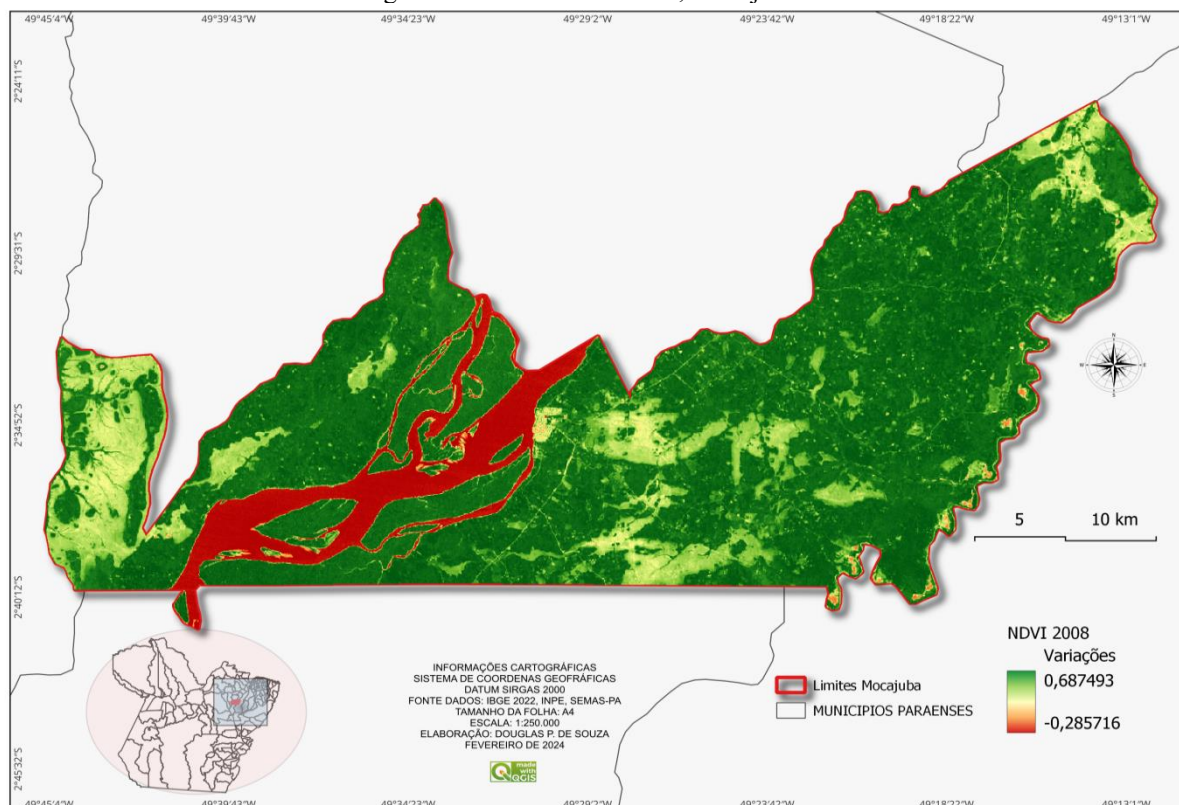 49°45'4"W 49°39'43"W 49°34'23"W 49°29'2"W 49°23'42"W 49°18'22"W 49°13'1"W
2°24'11"S
2°29'31"S
2°34'52"S
2°40'12"S
2°45'32"S
N
W E
S
5 10 km
NDVI 2008
Variações
0,687493
-0,285716
Limites Mocajuba
MUNICIPIOS PARAENSES
INFORMAÇÕES CARTOGRÁFICAS
SISTEMA DE COORDENAS GEOGRÁFICAS
DATUM SIRGAS 2000
FONTE DADOS: IBGE 2022, INPE, SEMAS-PA
TAMANHO DA FOLHA: A4
ESCALA: 1:250.000
ELABORAÇÃO: DOUGLAS P. DE SOUZA
FEVEREIRO DE 2024
made
with
QGIS
49°45'4"W 49°39'43"W 49°34'23"W 49°29'2"W 49°23'42"W 49°18'22"W 49°13'1"W